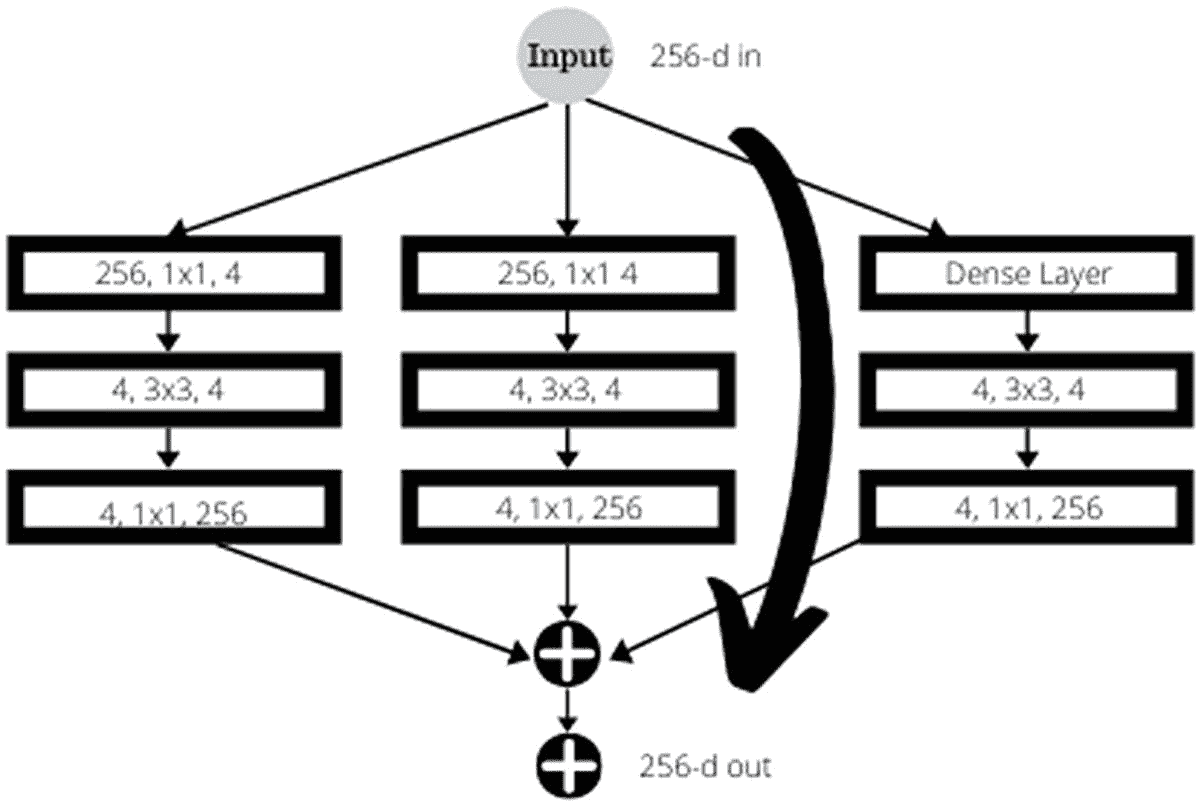 Input
256-d in
256, 1x1, 4
256, 1x1 4
Dense Layer
4, 3x3, 4
4, 3x3, 4
4, 3x3, 4
4, 1x1, 256
4, 1x1, 256
4, 1x1, 256
256-d out